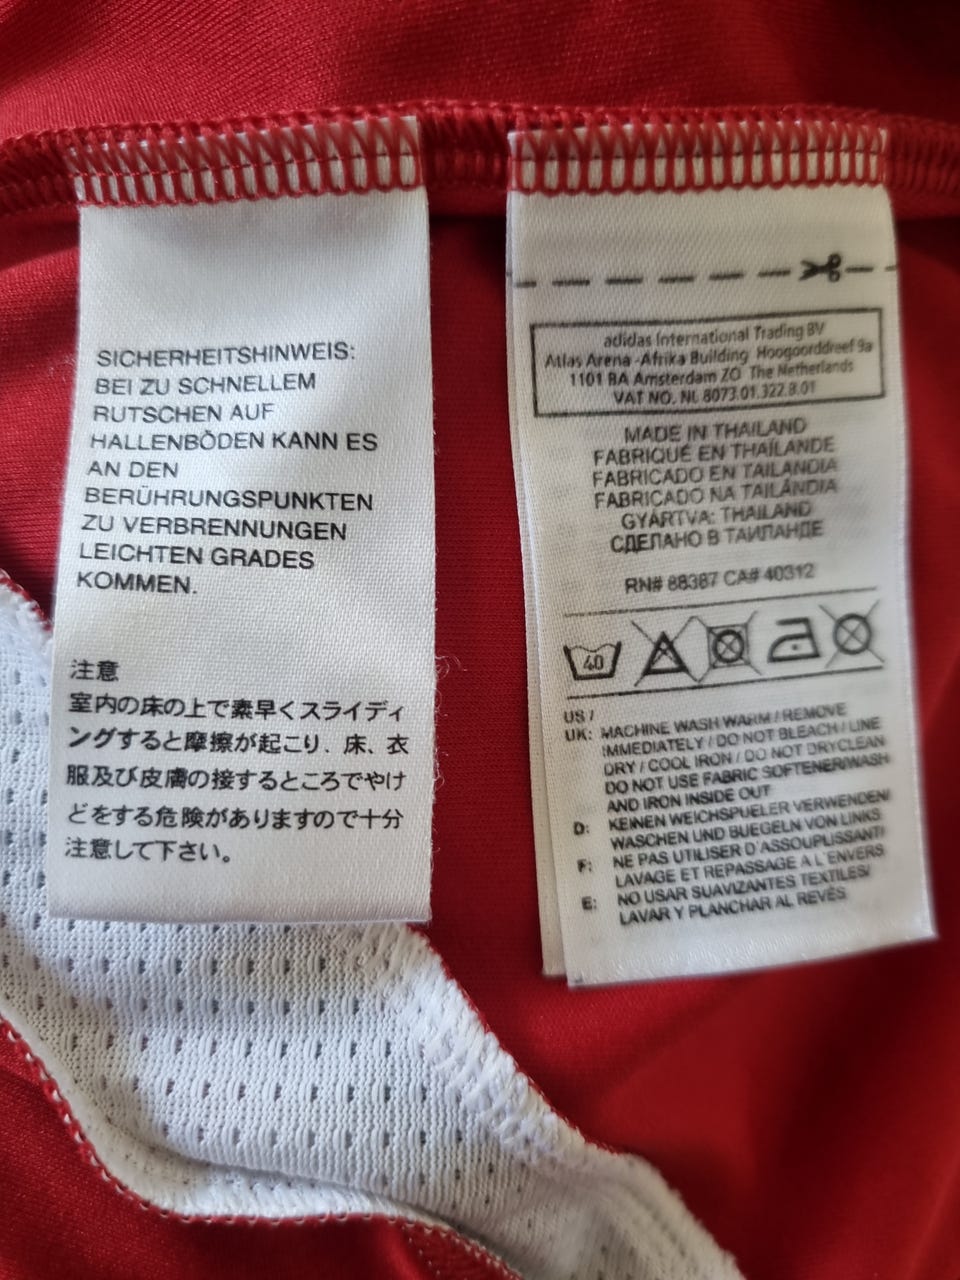 SICHERHEITSHINWEIS:
BEI ZU SCHNELLEM
RUTSCHEN AUF
HALLENBÖDEN KANN ES
AN DEN
BERÜHRUNGSPUNKTEN
ZU VERBRENNUNGEN
LEICHTEN GRADES
KOMMEN.
注意
室内の床の上で素早くスライディ
ングすると摩擦が起こり、床、衣
服及び皮膚の接するところでやけ
どをする危険がありますので十分
注意して下さい。
adidas International Trading BV
Atlas Arena -Afrika Building Hoogoorddreef 9a
1101 BA Amsterdam ZO The Netherlands
VAT NO. NL 8073.01.322.B.01
MADE IN THAILAND
FABRIQUÉ EN THAÏLANDE
FABRICADO EN TAILANDIA
FABRICADO NA TAILÂNDIA
GYÁRTVA: THAILAND
СДЕЛАНО В ТАИЛАНДЕ
RN# 88387 CA# 40312
40
US /
UK: MACHINE WASH WARM / REMOVE
IMMEDIATELY / DO NOT BLEACH / LINE
DRY / COOL IRON / DO NOT DRYCLEAN
DO NOT USE FABRIC SOFTENER/WASH
AND IRON INSIDE OUT
D: KEINEN WEICHSPUELER VERWENDEN/
WASCHEN UND BUEGELN VON LINKS
F: NE PAS UTILISER D'ASSOUPLISSANT/
LAVAGE ET REPASSAGE A L'ENVERS
E: NO USAR SUAVIZANTES TEXTILES/
LAVAR Y PLANCHAR AL REVÉS